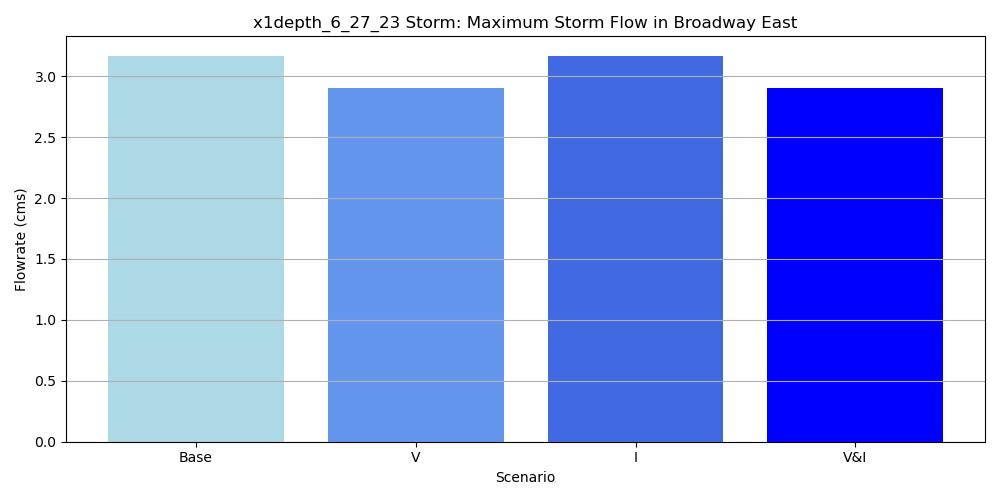 x1depth_6_27_23 Storm: Maximum Storm Flow in Broadway East
Flowrate (cms)
3.0
2.5
2.0
1.5
1.0
0.5
0.0
Base V I V&I
Scenario